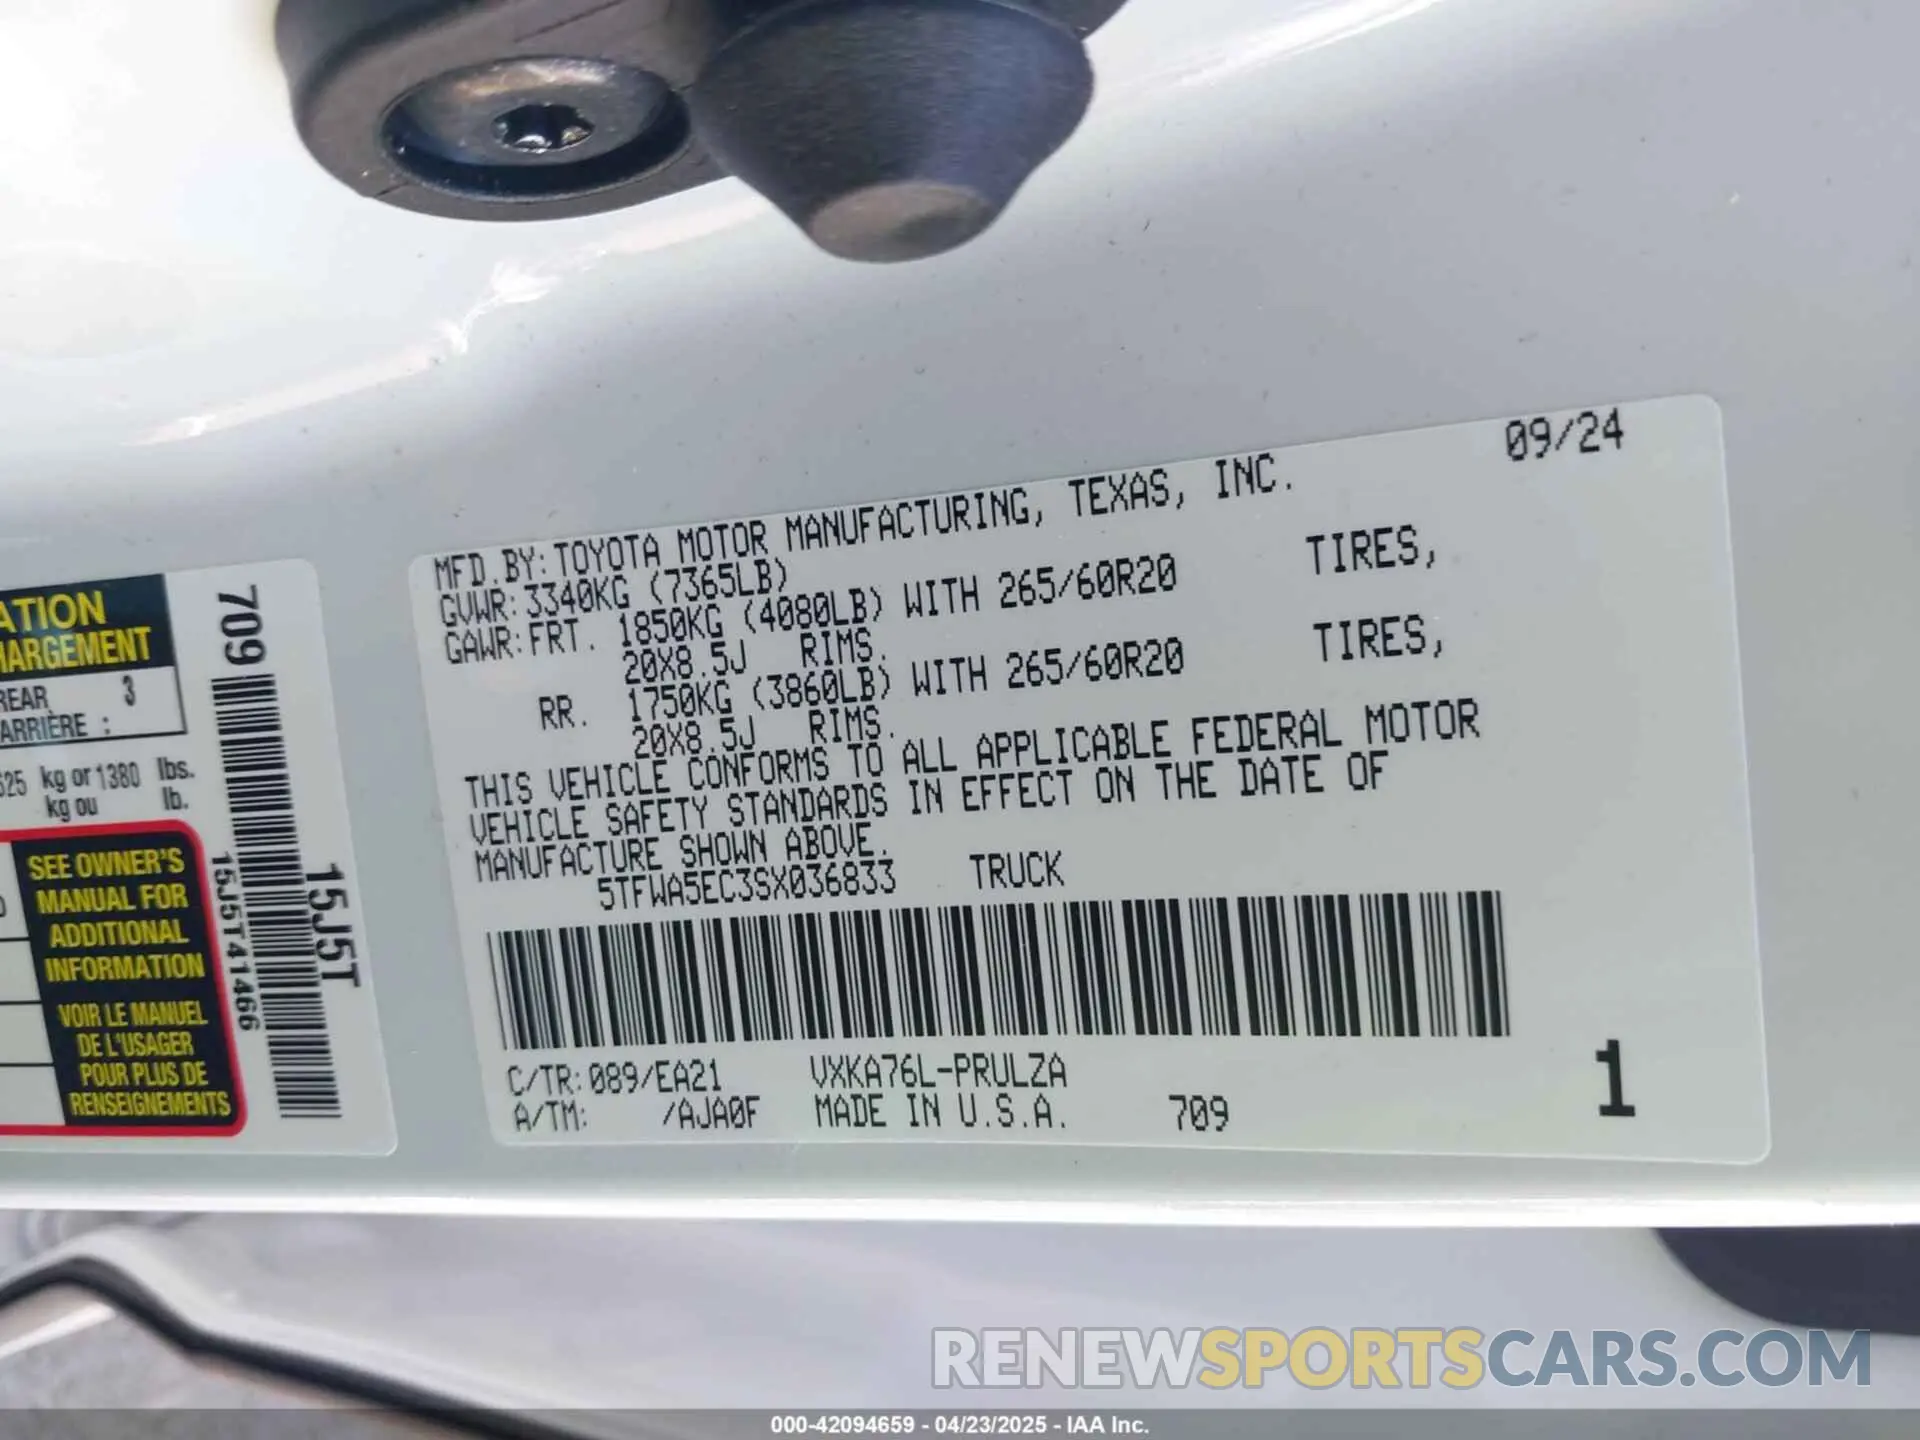 MFD.BY:TOYOTA MOTOR MANUFACTURING, TEXAS, INC. 09/24
GVWR:3340KG (7365LB)
GAWR:FRT. 1850KG (4080LB) WITH 265/60R20 TIRES,
20X8.5J RIMS.
RR. 1750KG (3860LB) WITH 265/60R20 TIRES,
20X8.5J RIMS.
THIS VEHICLE CONFORMS TO ALL APPLICABLE FEDERAL MOTOR
VEHICLE SAFETY STANDARDS IN EFFECT ON THE DATE OF
MANUFACTURE SHOWN ABOVE.
5TFWA5EC3SX036833 TRUCK
C/TR:089/EA21 VXKA76L-PRULZA
A/TM: /AJA0F MADE IN U.S.A. 709
1
ATION
HARGEMENT
REAR 3
ARRIÈRE :
625 kg or 1380 lbs.
kg ou lb.
SEE OWNER'S
MANUAL FOR
ADDITIONAL
INFORMATION
VOIR LE MANUEL
DE L'USAGER
POUR PLUS DE
RENSEIGNEMENTS
709
15J5T41466
15J5T
RENEWSPORTSCARS.COM
000-42094659 - 04/23/2025 - IAA Inc.